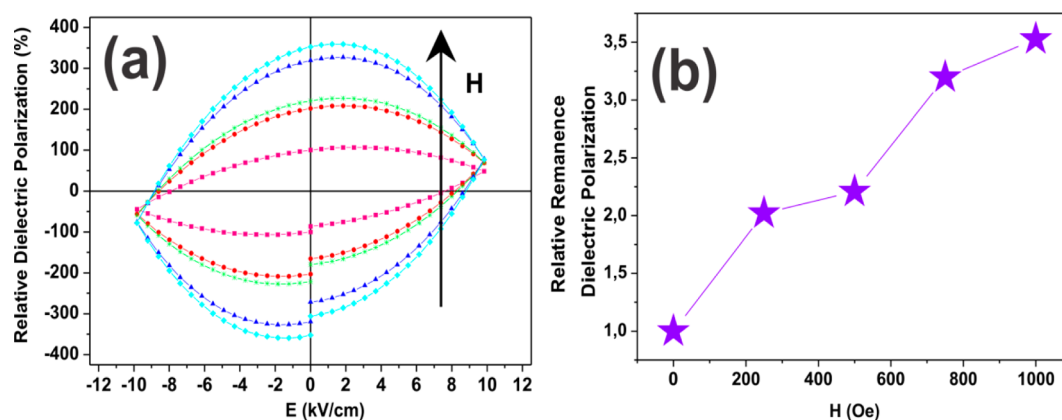 (a)
H
Relative Dielectric Polarization (%)
400
300
200
100
0
-100
-200
-300
-400
-12 -10 -8 -6 -4 -2 0 2 4 6 8 10 12
E (kV/cm)
(b)
Relative Remanence
Dielectric Polarization
3,5
3,0
2,5
2,0
1,5
1,0
0 200 400 600 800 1000
H (Oe)